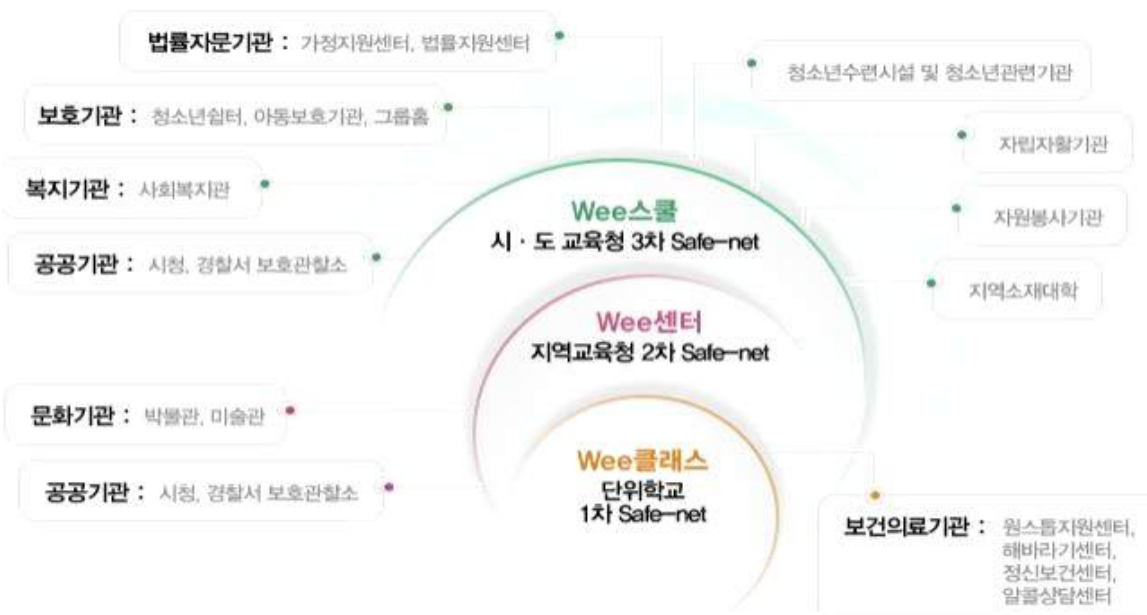 법률자문기관 : 가정지원센터, 법률지원센터
청소년수련시설 및 청소년관련기관
보호기관 : 청소년쉼터, 아동보호기관, 그룹홈
자립자활기관
복지기관 : 사회복지관
자원봉사기관
Wee스쿨
시 · 도 교육청 3차 Safe-net
공공기관 : 시청, 경찰서 보호관찰소
지역소재대학
Wee센터
지역교육청 2차 Safe-net
문화기관 : 박물관, 미술관
Wee클래스
단위학교
1차 Safe-net
공공기관 : 시청, 경찰서 보호관찰소
보건의료기관 : 원스톱지원센터,
해바라기센터,
정신보건센터,
알콜상담센터